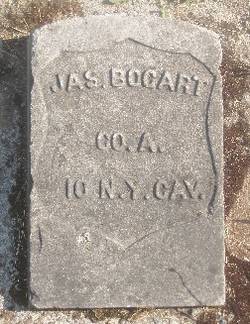 JAS. BOGART
CO. A.
10 N.Y. CAV.